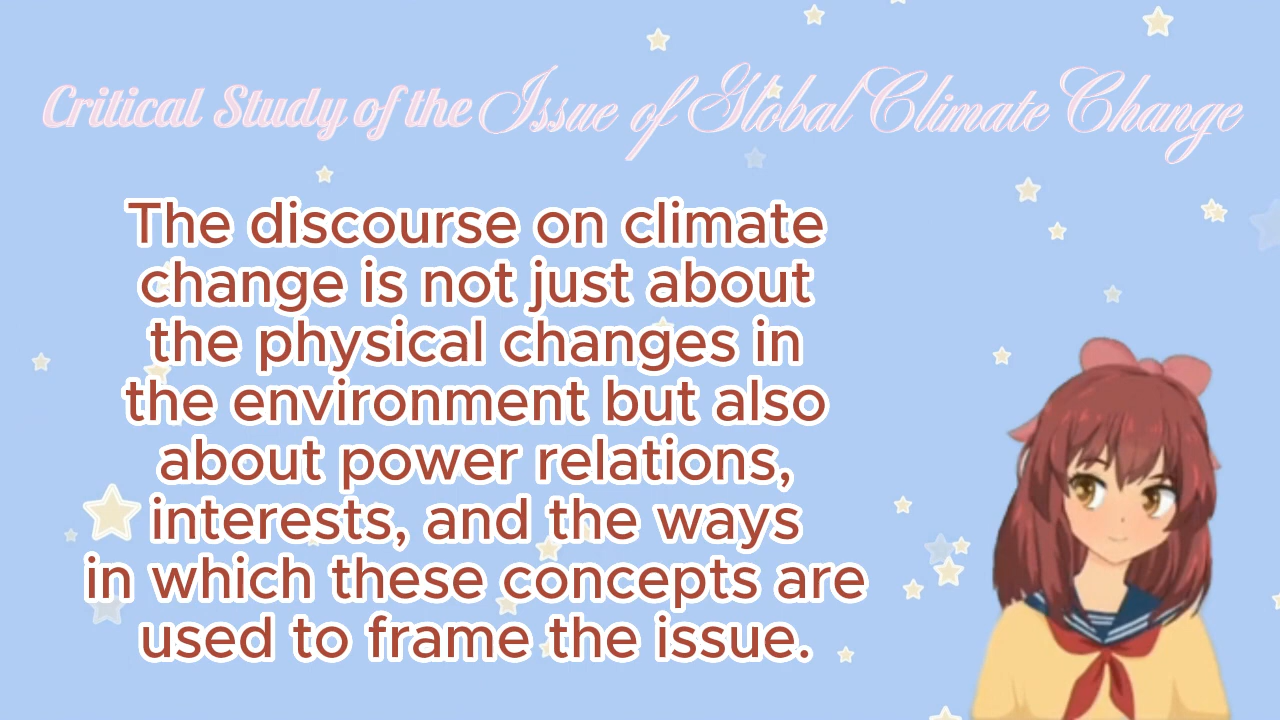 Critical Study of the Issue of Global Climate Change
The discourse on climate
change is not just about
the physical changes in
the environment but also
about power relations,
interests, and the ways
in which these concepts are
used to frame the issue.